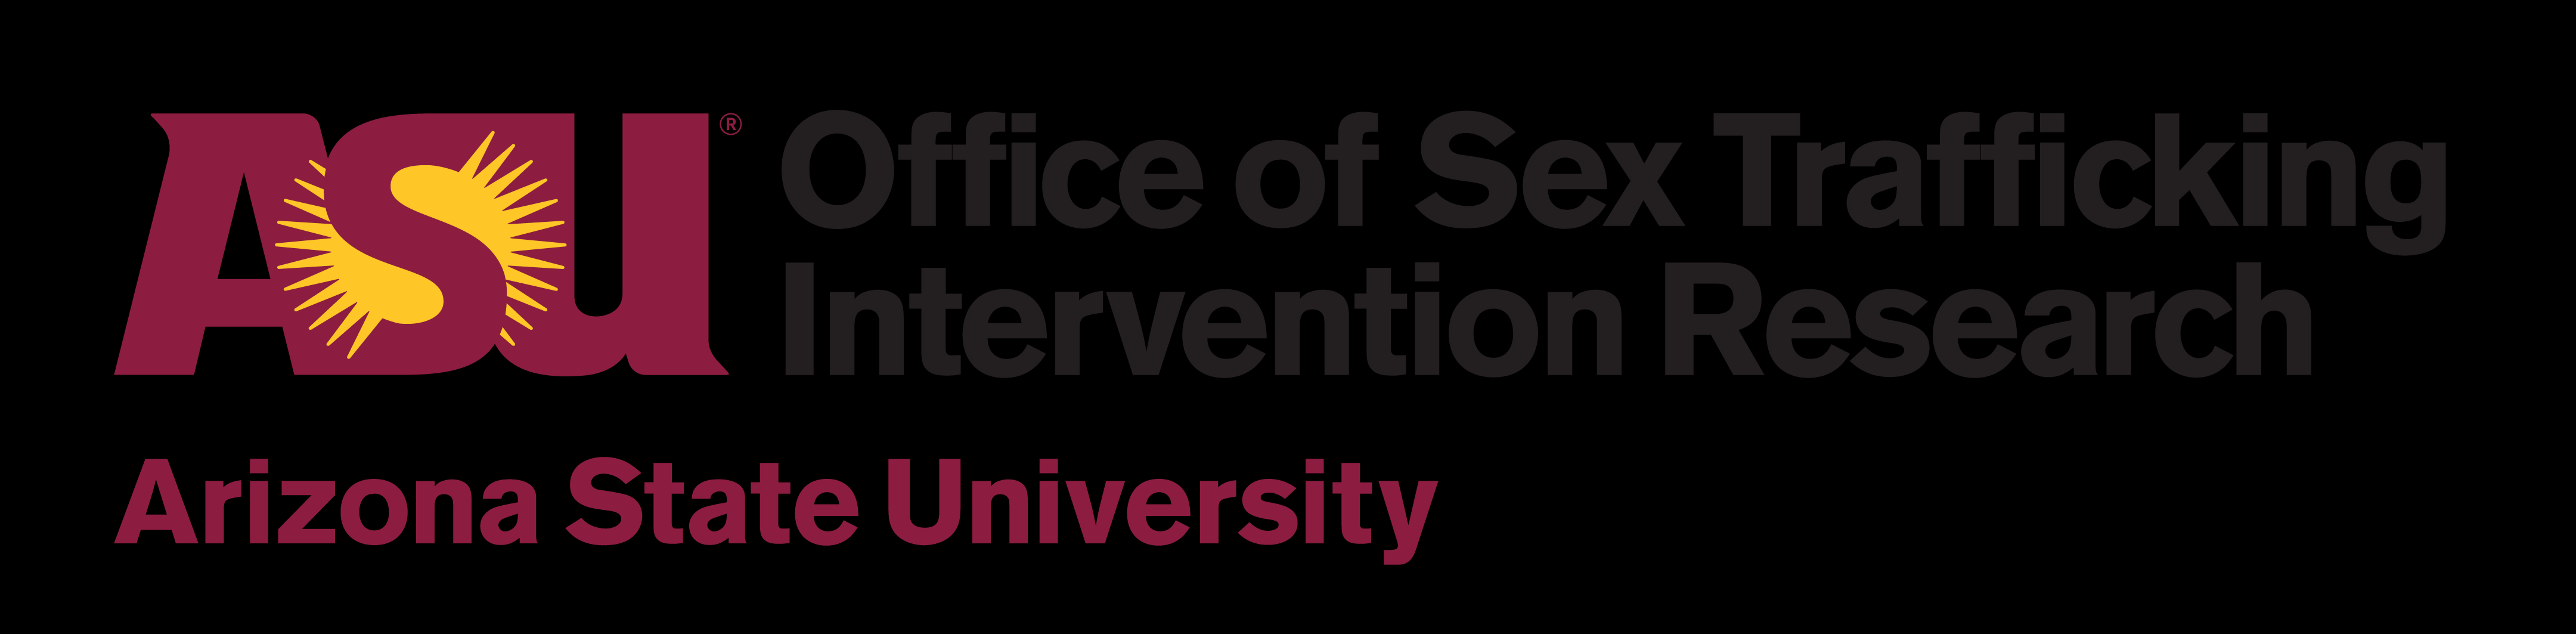 ASU®
Office of Sex Trafficking
Intervention Research
Arizona State University